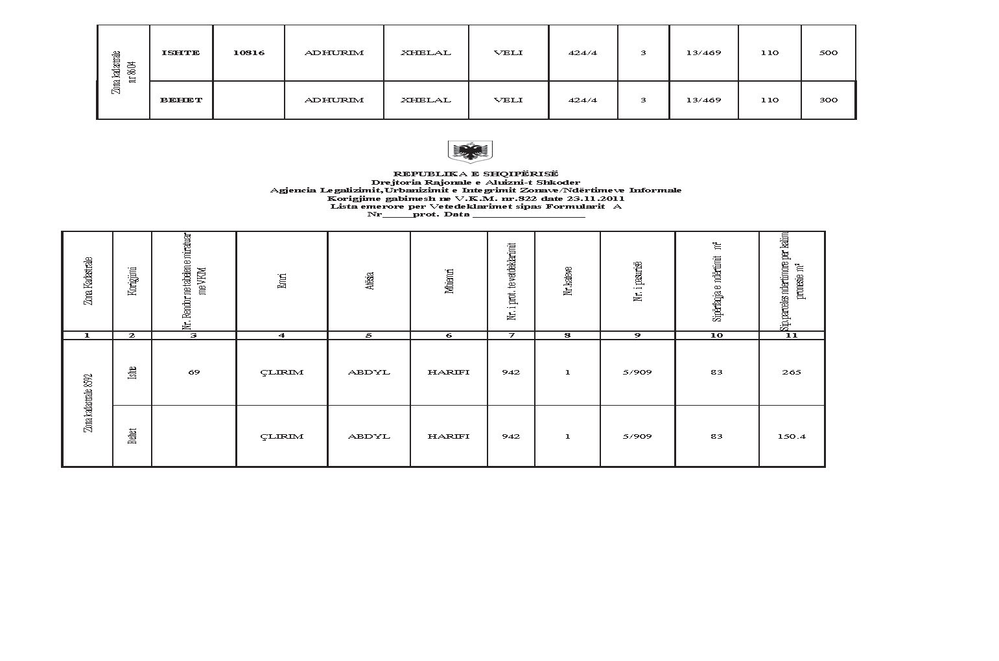 Zona kadastrale
nr 8604
ISHTE 10816 ADHURIM XHELAL VELI 424/4 3 13/469 110 500
BEHET ADHURIM XHELAL VELI 424/4 3 13/469 110 300
REPUBLIKA E SHQIPËRISË
Drejtoria Rajonale e Aluizni-t Shkoder
Agjencia Legalizimit,Urbanizimit e Integrimit Zonave/Ndërtimeve Informale
Korigjime gabimesh ne V.K.M. nr.822 date 23.11.2011
Lista emerore per Vetedeklarimet sipas Formularit A
Nr_____prot. Data __________________
Zona Kadastrale
Korigjimi
Nr. Rendor ne tabelen e miratuar
me VKM
Emri
Atësia
Mbiemri
Nr. i prot. te vetdeklarimit
Nr.kateve
Nr. i pasurisë
Sipërfaqja e ndërtimit m²
Sip.parceles ndertimore per kalim
pronesie m²
1 2 3 4 5 6 7 8 9 10 11
Zona kadastrale 8592
Ishte 69 ÇLIRIM ABDYL HARIFI 942 1 5/909 83 265
Behet ÇLIRIM ABDYL HARIFI 942 1 5/909 83 150.4